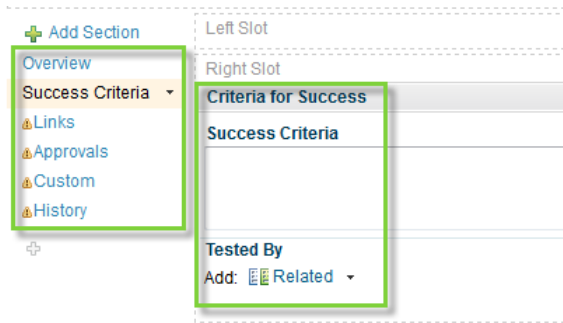 Add Section
Overview
Success Criteria
Links
Approvals
Custom
History
Left Slot
Right Slot
Criteria for Success
Success Criteria
Tested By
Add: Related